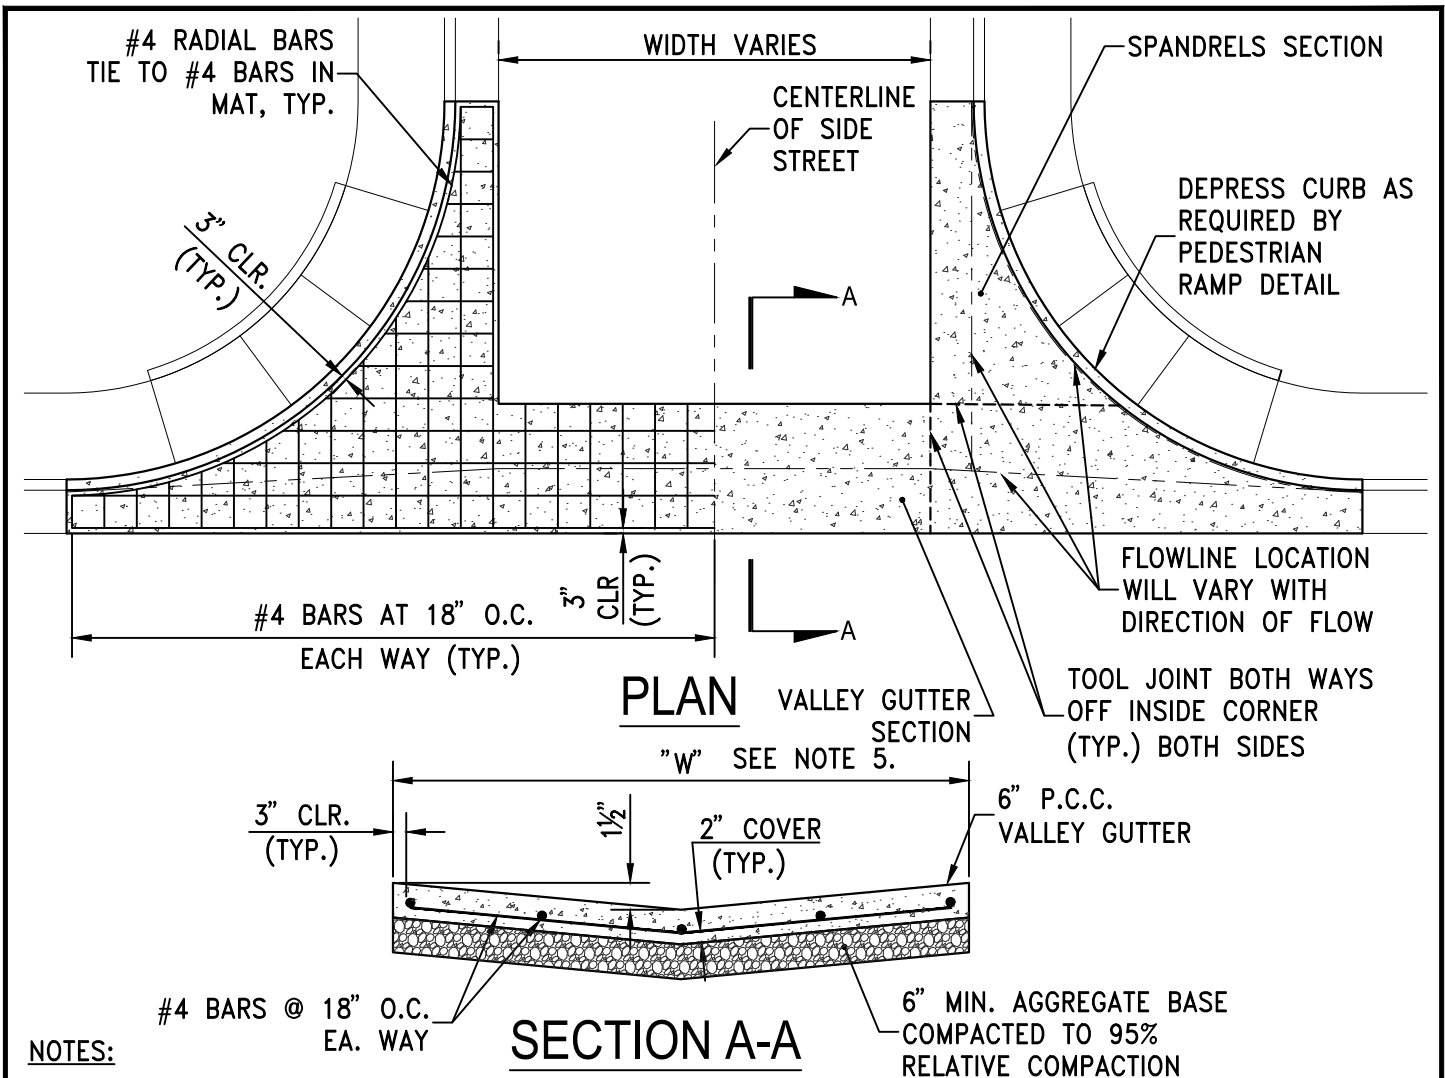 #4 RADIAL BARS
TIE TO #4 BARS IN
MAT, TYP.
WIDTH VARIES
CENTERLINE
OF SIDE
STREET
SPANDRELS SECTION
DEPRESS CURB AS
REQUIRED BY
PEDESTRIAN
RAMP DETAIL
3" CLR.
(TYP.)
A
FLOWLINE LOCATION
WILL VARY WITH
DIRECTION OF FLOW
3"
CLR
(TYP.)
#4 BARS AT 18" O.C.
EACH WAY (TYP.)
A
PLAN
VALLEY GUTTER
SECTION
TOOL JOINT BOTH WAYS
OFF INSIDE CORNER
(TYP.) BOTH SIDES
"W" SEE NOTE 5.
3" CLR.
(TYP.)
1½"
2" COVER
(TYP.)
6" P.C.C.
VALLEY GUTTER
#4 BARS @ 18" O.C.
EA. WAY
SECTION A-A
6" MIN. AGGREGATE BASE
COMPACTED TO 95%
RELATIVE COMPACTION
NOTES: